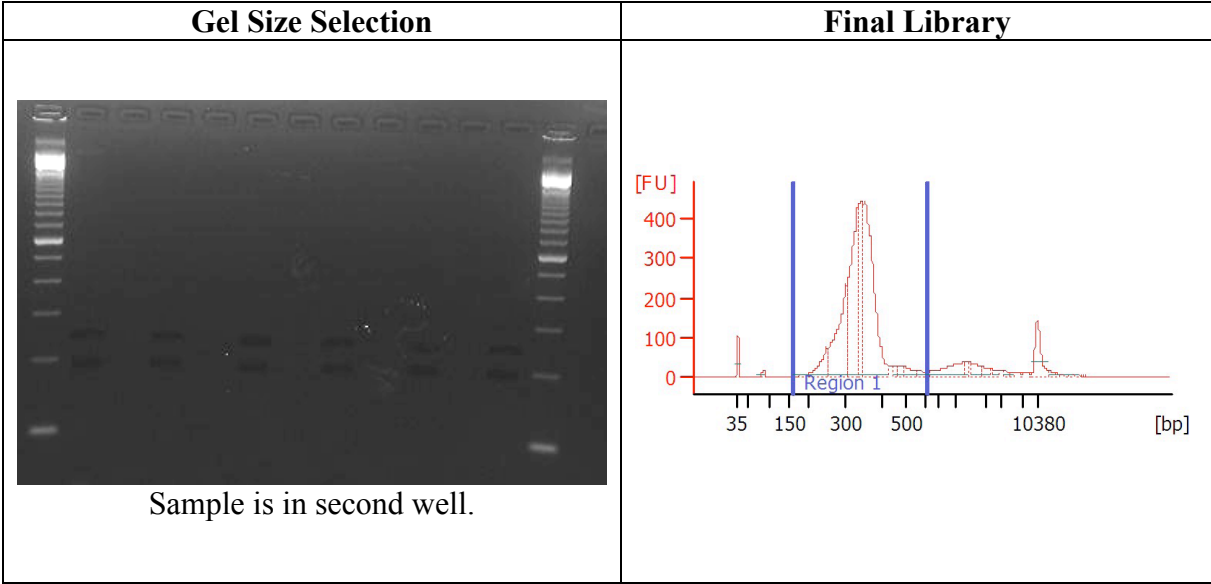 Gel Size Selection
Final Library
Sample is in second well.
[FU]
400
300
200
100
0
Region 1
35 150 300 500 10380 [bp]